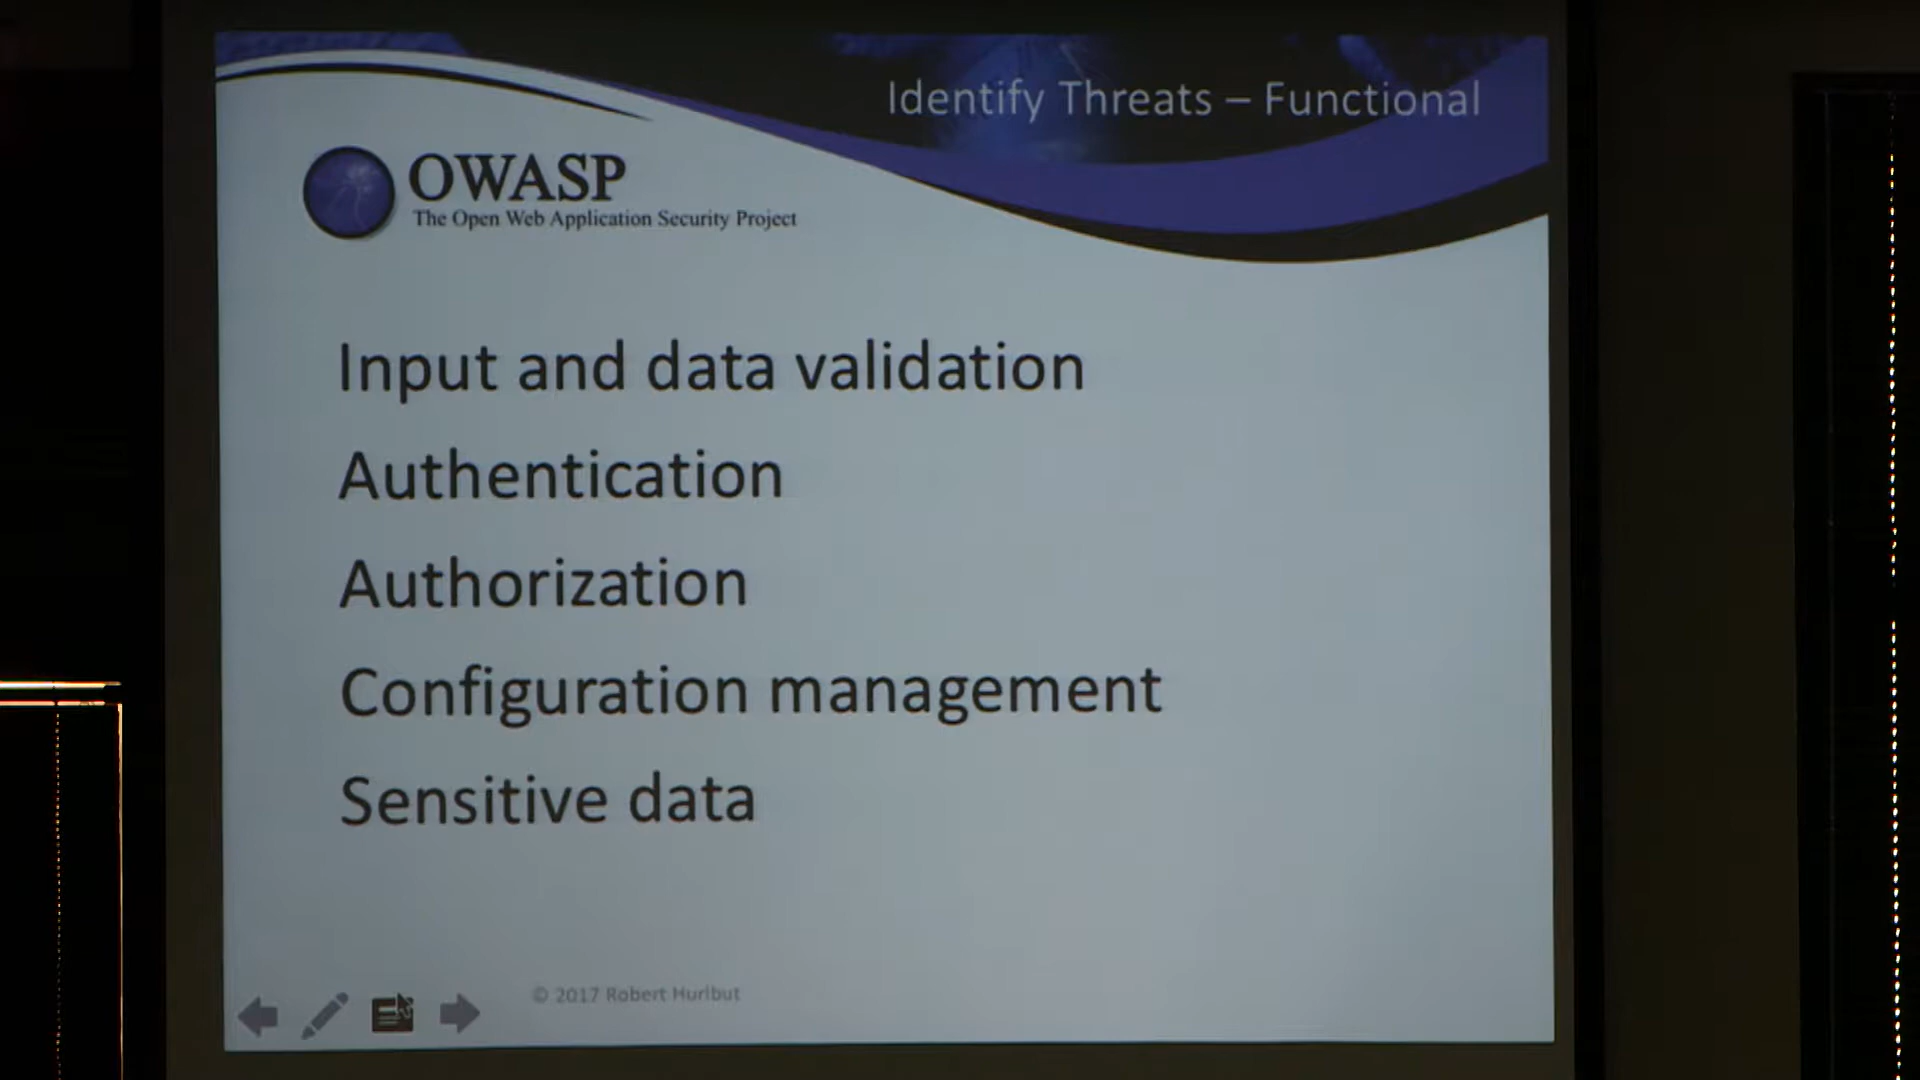 Identify Threats – Functional
OWASP
The Open Web Application Security Project
Input and data validation
Authentication
Authorization
Configuration management
Sensitive data
© 2017 Robert Hurlbut